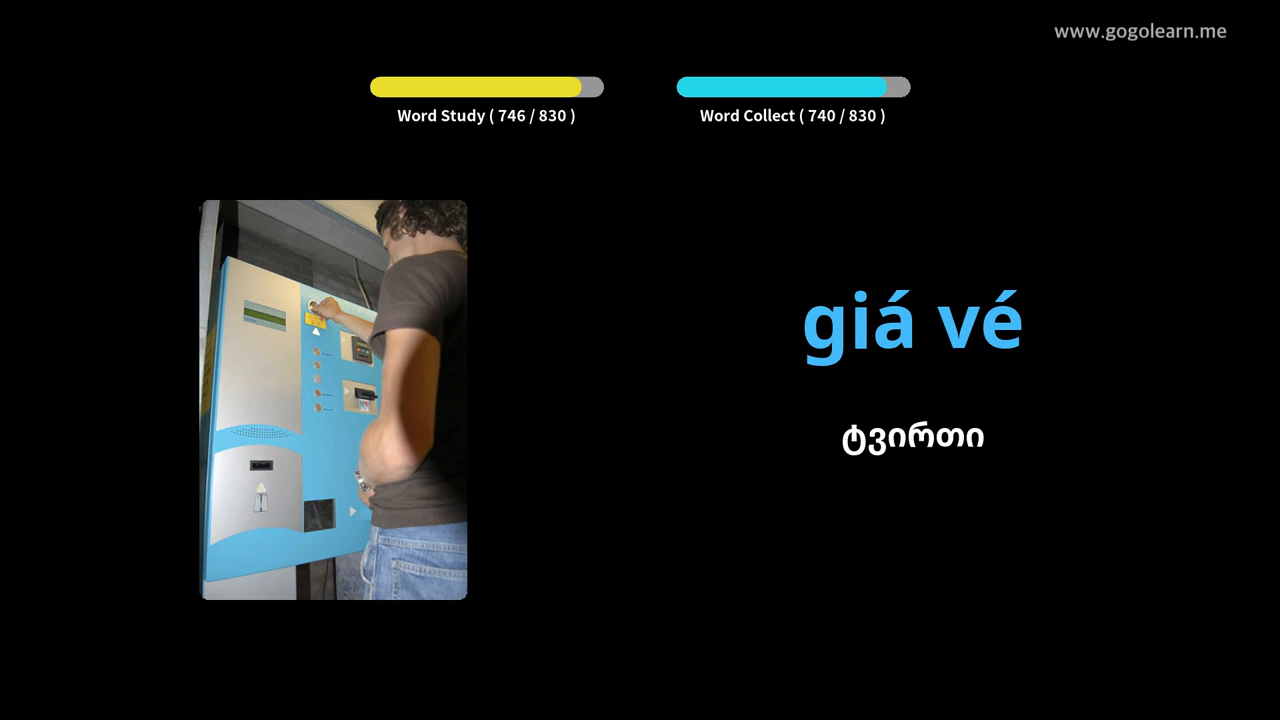 www.gogolearn.me
Word Study ( 746 / 830 )
Word Collect ( 740 / 830 )
giá vé
ტვირთი